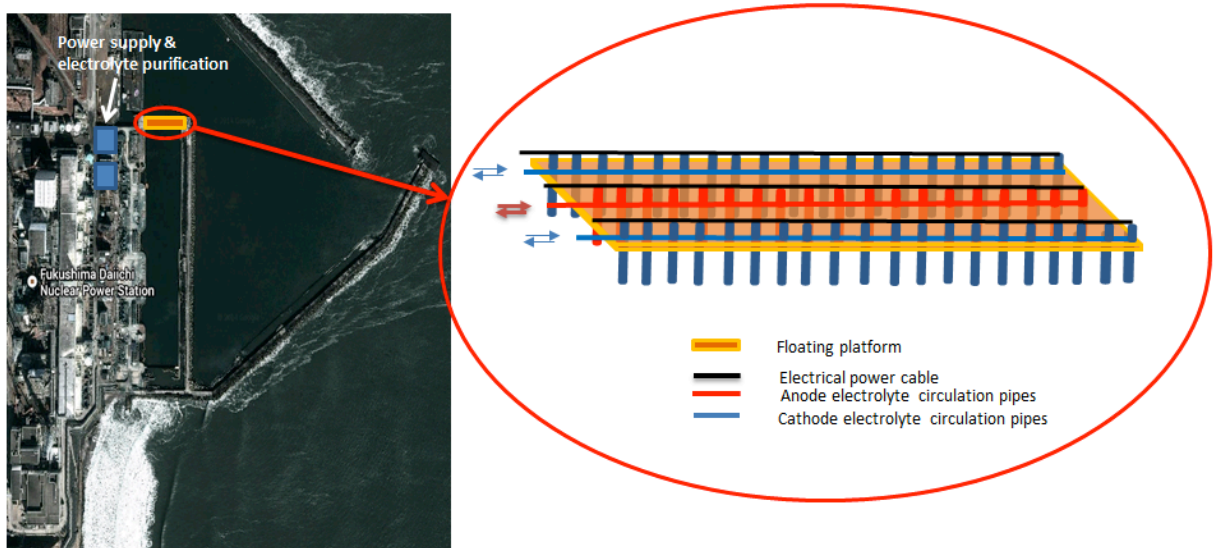 Power supply &
electrolyte purification
Fukushima Daiichi
Nuclear Power Station
Floating platform
Electrical power cable
Anode electrolyte circulation pipes
Cathode electrolyte circulation pipes